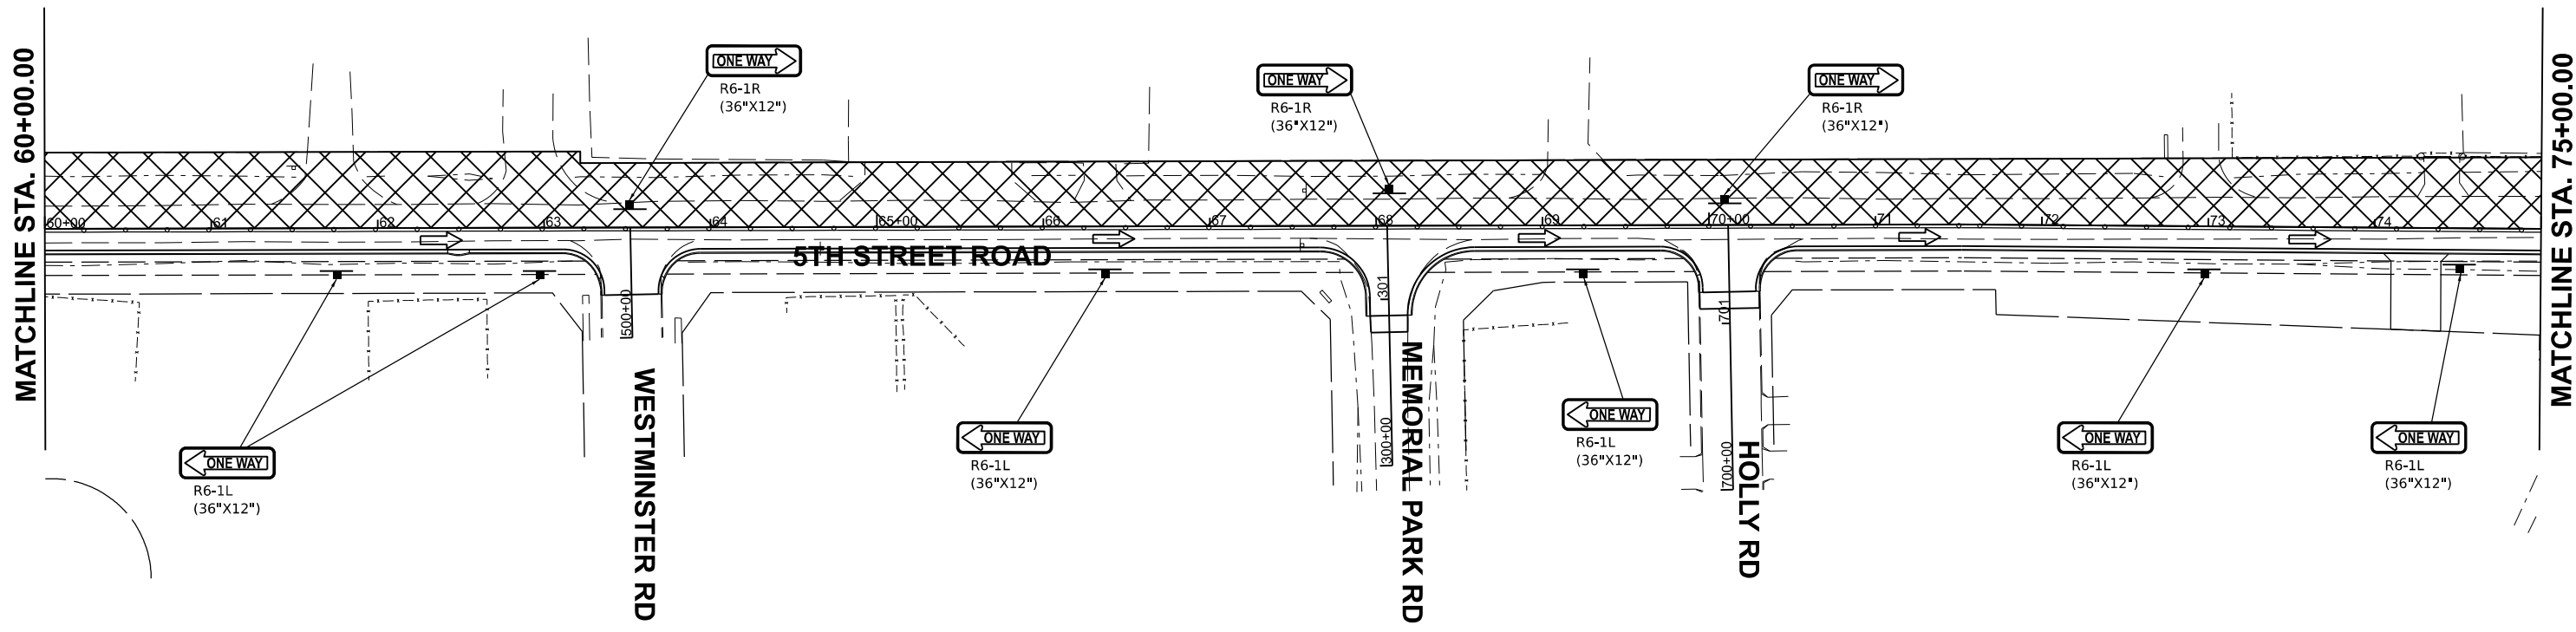 MATCHLINE STA. 60+00.00
ONE WAY
R6-1R
(36"X12")
ONE WAY
R6-1R
(36"X12")
ONE WAY
R6-1R
(36"X12")
MATCHLINE STA. 75+00.00
60+00
61
62
63
64
65+00
66
67
68
69
70+00
71
72
73
74
5TH STREET ROAD
500+00
301
300+00
701
700+00
WESTMINSTER RD
MEMORIAL PARK RD
HOLLY RD
ONE WAY
R6-1L
(36"X12")
ONE WAY
R6-1L
(36"X12")
ONE WAY
R6-1L
(36"X12")
ONE WAY
R6-1L
(36"X12")
ONE WAY
R6-1L
(36"X12")